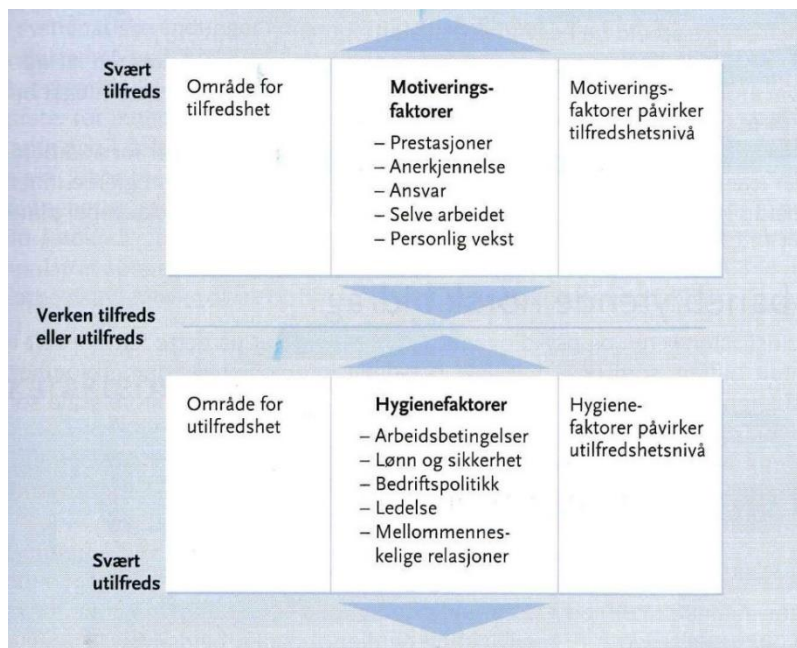 Svært
tilfreds
Område for
tilfredshet
Motiverings-
faktorer
– Prestasjoner
– Anerkjennelse
– Ansvar
– Selve arbeidet
– Personlig vekst
Motiverings-
faktorer påvirker
tilfredshetsnivå
Verken tilfreds
eller utilfreds
Område for
utilfredshet
Hygienefaktorer
– Arbeidsbetingelser
– Lønn og sikkerhet
– Bedriftspolitikk
– Ledelse
– Mellommennes-
kelige relasjoner
Hygiene-
faktorer påvirker
utilfredshetsnivå
Svært
utilfreds